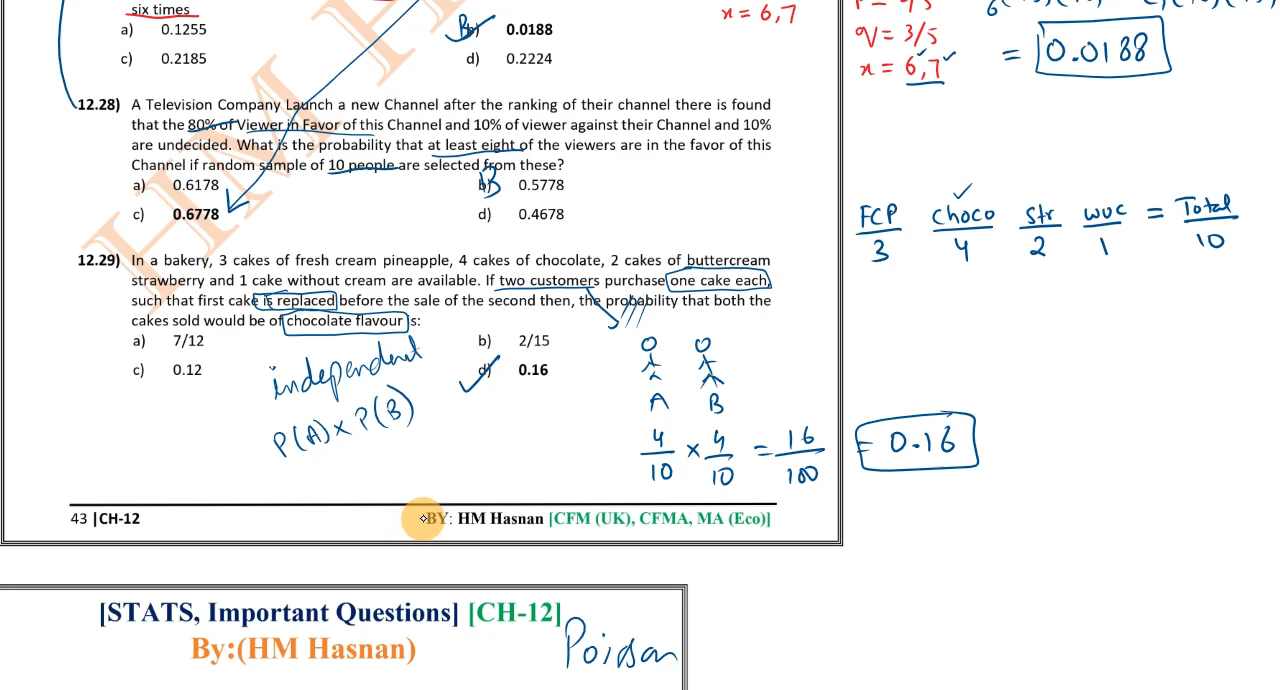 six times
x = 6,7
a) 0.1255
B b) 0.0188
c) 0.2185
d) 0.2224
q = 3/5
x = 6,7
= 0.0188
12.28) A Television Company Launch a new Channel after the ranking of their channel there is found
that the 80% of Viewer in Favor of this Channel and 10% of viewer against their Channel and 10%
are undecided. What is the probability that at least eight of the viewers are in the favor of this
Channel if random sample of 10 people are selected from these?
a) 0.6178
B b) 0.5778
c) 0.6778
d) 0.4678
FCP choco Str WOC = Total
3 4 2 1 10
12.29) In a bakery, 3 cakes of fresh cream pineapple, 4 cakes of chocolate, 2 cakes of buttercream
strawberry and 1 cake without cream are available. If two customers purchase one cake each,
such that first cake is replaced before the sale of the second then, the probability that both the
cakes sold would be of chocolate flavour is:
a) 7/12
b) 2/15
c) 0.12
d) 0.16
independent
P(A) x P(B)
A B
4/10 x 4/10 = 16/100
= 0.16
43 |CH-12
BY: HM Hasnan [CFM (UK), CFMA, MA (Eco)]
[STATS, Important Questions] [CH-12]
By:(HM Hasnan)
Poisson